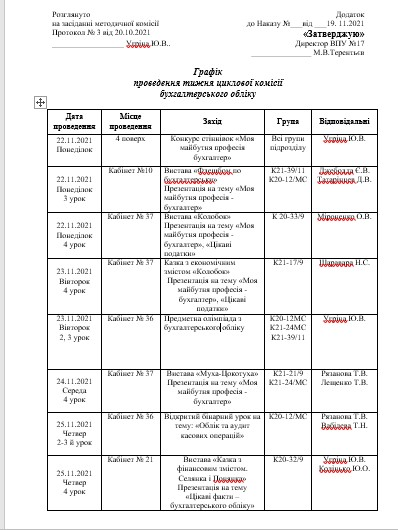 Розглянуто
на засіданні методичної комісії
Протокол № 3 від 20.10.2021
Угріна Ю.В..
Додаток
до Наказу №___від ___19. 11.2021
«Затверджую»
Директор ВПУ №17
М.В.Терентьєв
Графік
проведення тижня циклової комісії
бухгалтерського обліку
Дата проведення
Місце проведення
Захід
Група
Відповідальні
22.11.2021
Понеділок
4 поверх
Конкурс стіннівок «Моя
майбутня професія
бухгалтер»
Всі групи
підрозділу
Угріна Ю.В.
22.11.2021
Понеділок
3 урок
Кабінет №10
Вистава по
бухгалтерськи»
Презентація на тему «Моя
майбутня професія -
бухгалтер»
К21-39/11
К20-12/МС
Є.В.
Д.В.
22.11.2021
Понеділок
4 урок
Кабінет № 37
Вистава «Колобок»
Презентація на тему «Моя
майбутня професія -
бухгалтер», «Цікаві
податки»
К 20-33/9
Міроненко О.В.
23.11.2021
Вівторок
4 урок
Кабінет № 37
Казка з економічним
змістом «Колобок»
Презентація на тему «Моя
майбутня професія -
бухгалтер, «Цікаві
податки»
К21-17/9
Н.С.
23.11.2021
Вівторок
2, 3 урок
Кабінет № 36
Предметна олімпіада з
бухгалтерського обліку
К20-12МС
К21-24МС
К21-39/11
Угріна Ю.В.
24.11.2021
Середа
4 урок
Кабінет № 37
Вистава «Муха-Цокотуха»
Презентація на тему «Моя
майбутня професія -
бухгалтер»
К21-21/9
К21-24/МС
Рязанова Т.В.
Лещенко Т.В.
25.11.2021
Четвер
2-3 й урок
Кабінет № 36
Відкритий бінарний урок на
тему: «Облік та аудит
касових операцій»
К20-12/МС
Рязанова Т.В.
Т.Н.
25.11.2021
Четвер
4 урок
Кабінет № 21
Вистава «Казка з
фінансовим змістом.
Селянка і
Презентація на тему
«Цікаві факти –
бухгалтерського обліку»
К20-32/9
Угріна Ю.В.
Ю.О.